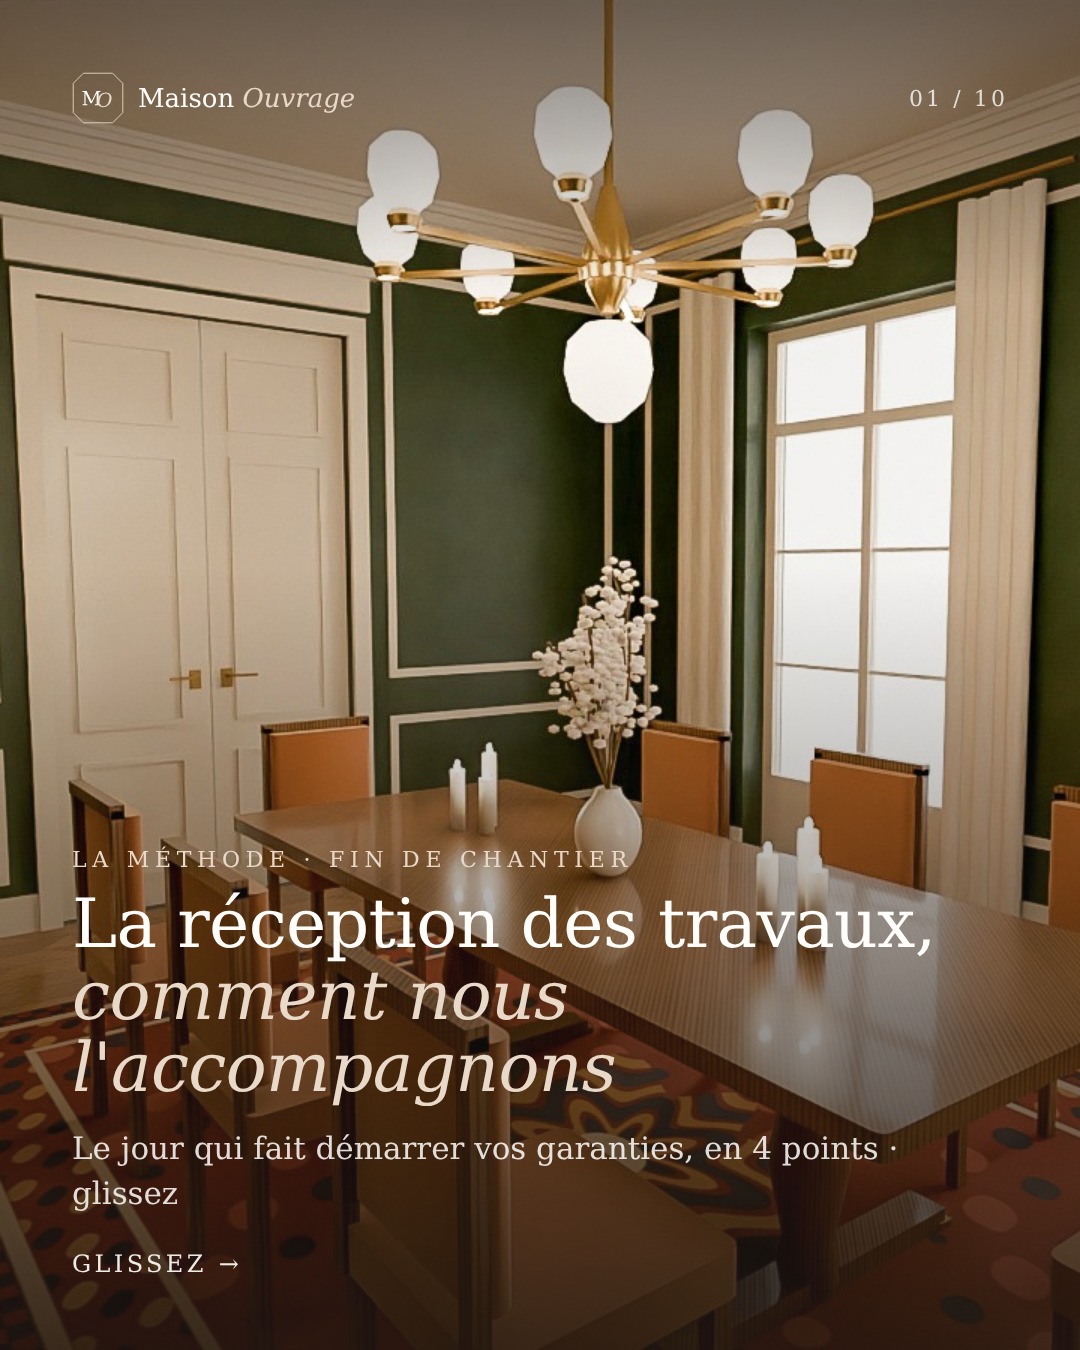 MO Maison Ouvrage
01 / 10
LA MÉTHODE · FIN DE CHANTIER
La réception des travaux,
comment nous
l'accompagnons
Le jour qui fait démarrer vos garanties, en 4 points ·
glissez
GLISSEZ →